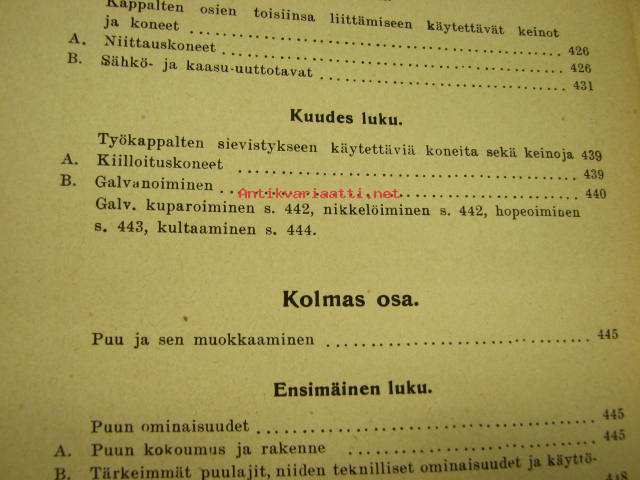 Kappalten osien toisiinsa liittämiseen käytettävät keinot
ja koneet 426
A. Niittauskoneet 426
B. Sähkö- ja kaasu-uuttotavat 431
Kuudes luku.
Työkappalten sievistykseen käytettäviä koneita sekä keinoja 439
A. Kiilloituskoneet 439
B. Galvanoiminen 440
Antikvariaatti.net
Galv. kuparoiminen s. 442, nikkelöiminen s. 442, hopeoiminen
s. 443, kultaaminen s. 444.
Kolmas osa.
Puu ja sen muokkaaminen 445
Ensimäinen luku.
Puun ominaisuudet 445
A. Puun kokoumus ja rakenne 445
B. Tärkeimmät puulajit, niiden teknilliset ominaisuudet ja käyttö-
448